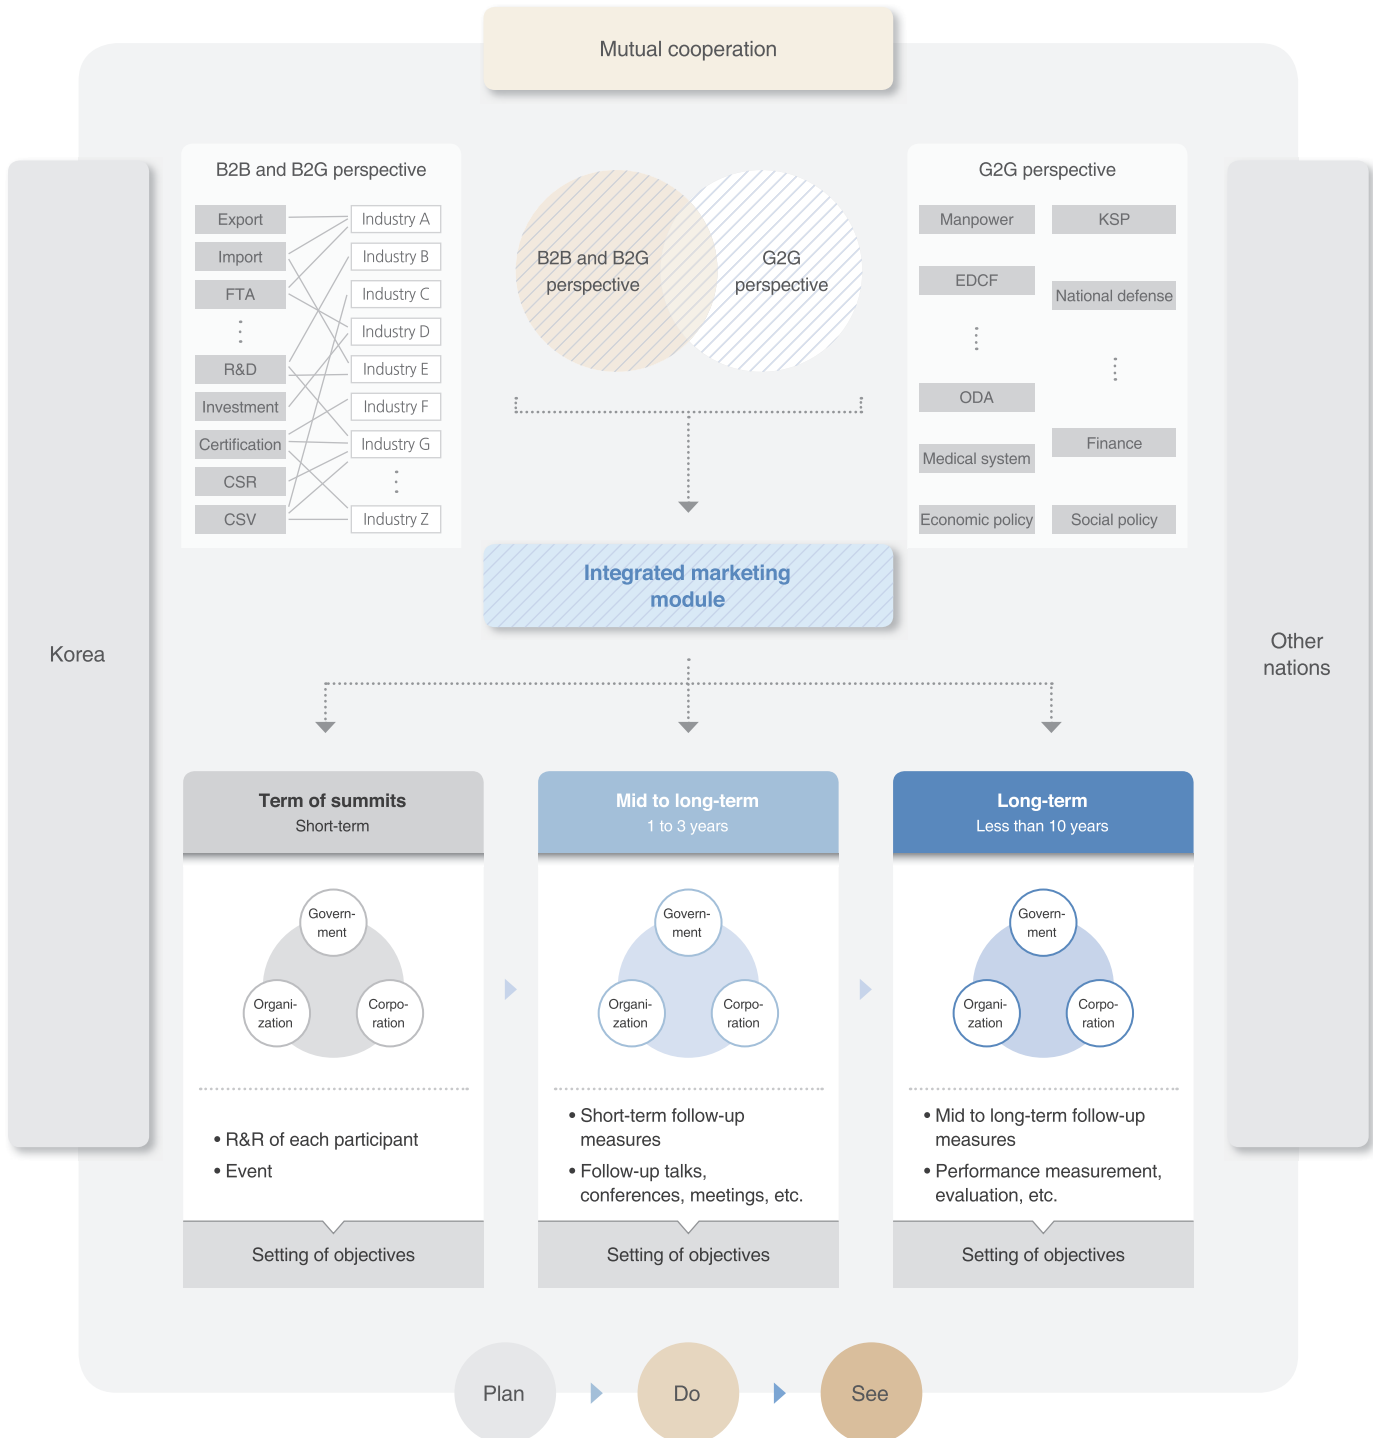 Mutual cooperation
Korea
B2B and B2G perspective
Export
Import
FTA
R&D
Investment
Certification
CSR
CSV
Industry A
Industry B
Industry C
Industry D
Industry E
Industry F
Industry G
Industry Z
B2B and B2G
perspective
G2G
perspective
G2G perspective
Manpower
EDCF
ODA
Medical system
Economic policy
KSP
National defense
Finance
Social policy
Other
nations
Integrated marketing
module
Term of summits
Short-term
Govern-
ment
Organi-
zation
Corpo-
ration
• R&R of each participant
• Event
Setting of objectives
Mid to long-term
1 to 3 years
Govern-
ment
Organi-
zation
Corpo-
ration
• Short-term follow-up
measures
• Follow-up talks,
conferences, meetings, etc.
Setting of objectives
Long-term
Less than 10 years
Govern-
ment
Organi-
zation
Corpo-
ration
• Mid to long-term follow-up
measures
• Performance measurement,
evaluation, etc.
Setting of objectives
Plan
Do
See